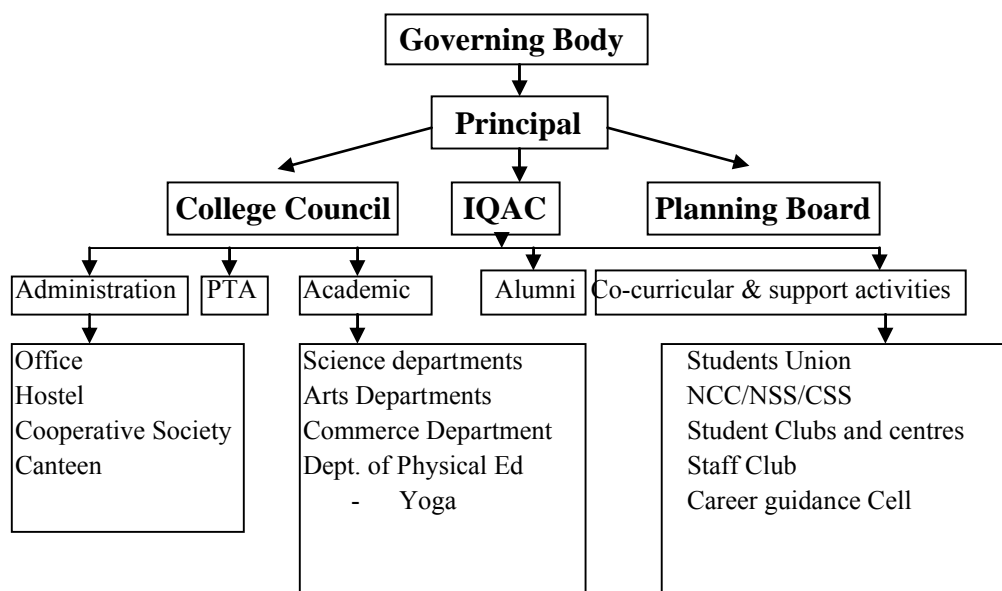 Governing Body
Principal
College Council
IQAC
Planning Board
Administration
PTA
Academic
Alumni
Co-curricular & support activities
Office
Hostel
Cooperative Society
Canteen
Science departments
Arts Departments
Commerce Department
Dept. of Physical Ed
- Yoga
Students Union
NCC/NSS/CSS
Student Clubs and centres
Staff Club
Career guidance Cell